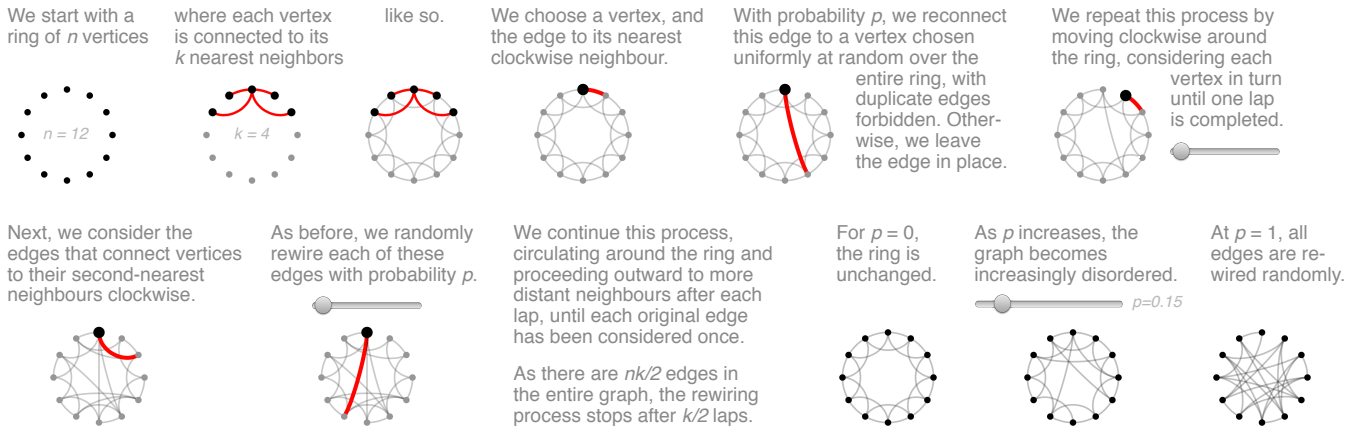 We start with a
ring of n vertices
n = 12
where each vertex
is connected to its
k nearest neighbors
k = 4
like so.
We choose a vertex, and
the edge to its nearest
clockwise neighbour.
With probability p, we reconnect
this edge to a vertex chosen
uniformly at random over the
entire ring, with
duplicate edges
forbidden. Other-
wise, we leave
the edge in place.
We repeat this process by
moving clockwise around
the ring, considering each
vertex in turn
until one lap
is completed.
Next, we consider the
edges that connect vertices
to their second-nearest
neighbours clockwise.
As before, we randomly
rewire each of these
edges with probability p.
We continue this process,
circulating around the ring and
proceeding outward to more
distant neighbours after each
lap, until each original edge
has been considered once.
As there are nk/2 edges in
the entire graph, the rewiring
process stops after k/2 laps.
For p = 0,
the ring is
unchanged.
As p increases, the
graph becomes
increasingly disordered.
p=0.15
At p = 1, all
edges are re-
wired randomly.